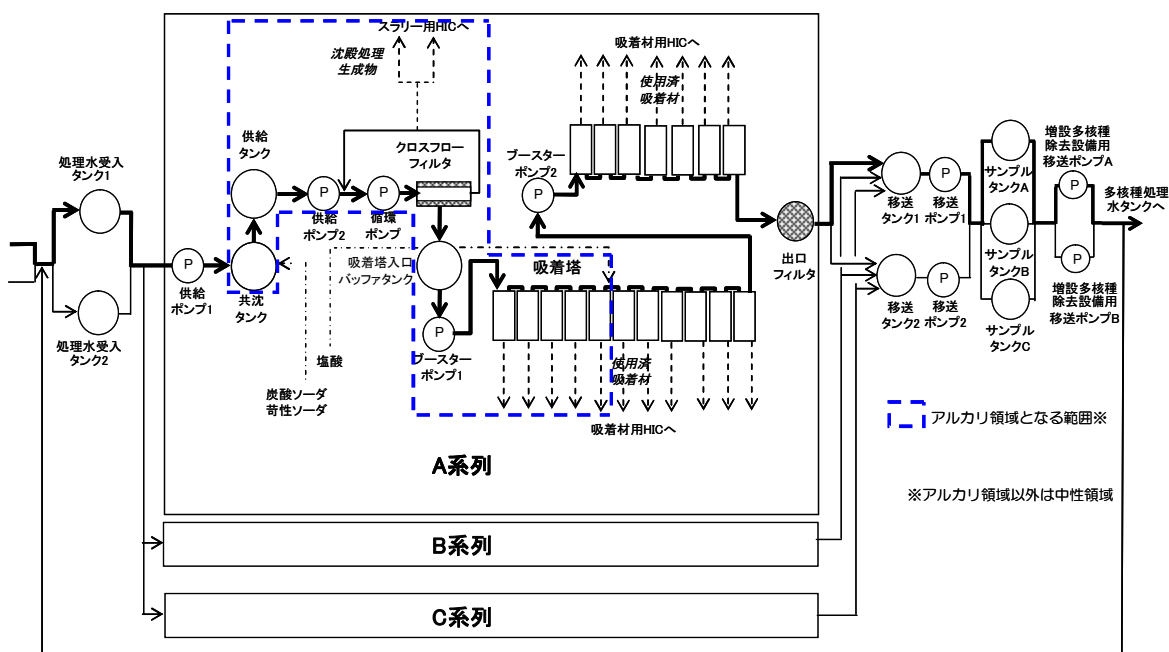 スラリー用HICへ
沈殿処理
生成物
吸着材用HICへ
使用済
吸着材
処理水受入
タンク1
供給
タンク
クロスフロー
フィルタ
ブースター
ポンプ2
P
P
P
P
供給
ポンプ2
循環
ポンプ
処理水受入
タンク2
P
供給
ポンプ1
共沈
タンク
吸着塔入口
バッファタンク
吸着塔
出口
フィルタ
P
ブースター
ポンプ1
塩酸
炭酸ソーダ
苛性ソーダ
使用済
吸着材
吸着材用HICへ
移送
タンク1
P
移送
ポンプ1
移送
タンク2
P
移送
ポンプ2
サンプル
タンクA
サンプル
タンクB
サンプル
タンクC
増設多核種
除去設備用
移送ポンプA
P
多核種処理
水タンクへ
P
増設多核種
除去設備用
移送ポンプB
アルカリ領域となる範囲※
※アルカリ領域以外は中性領域
A系列
B系列
C系列